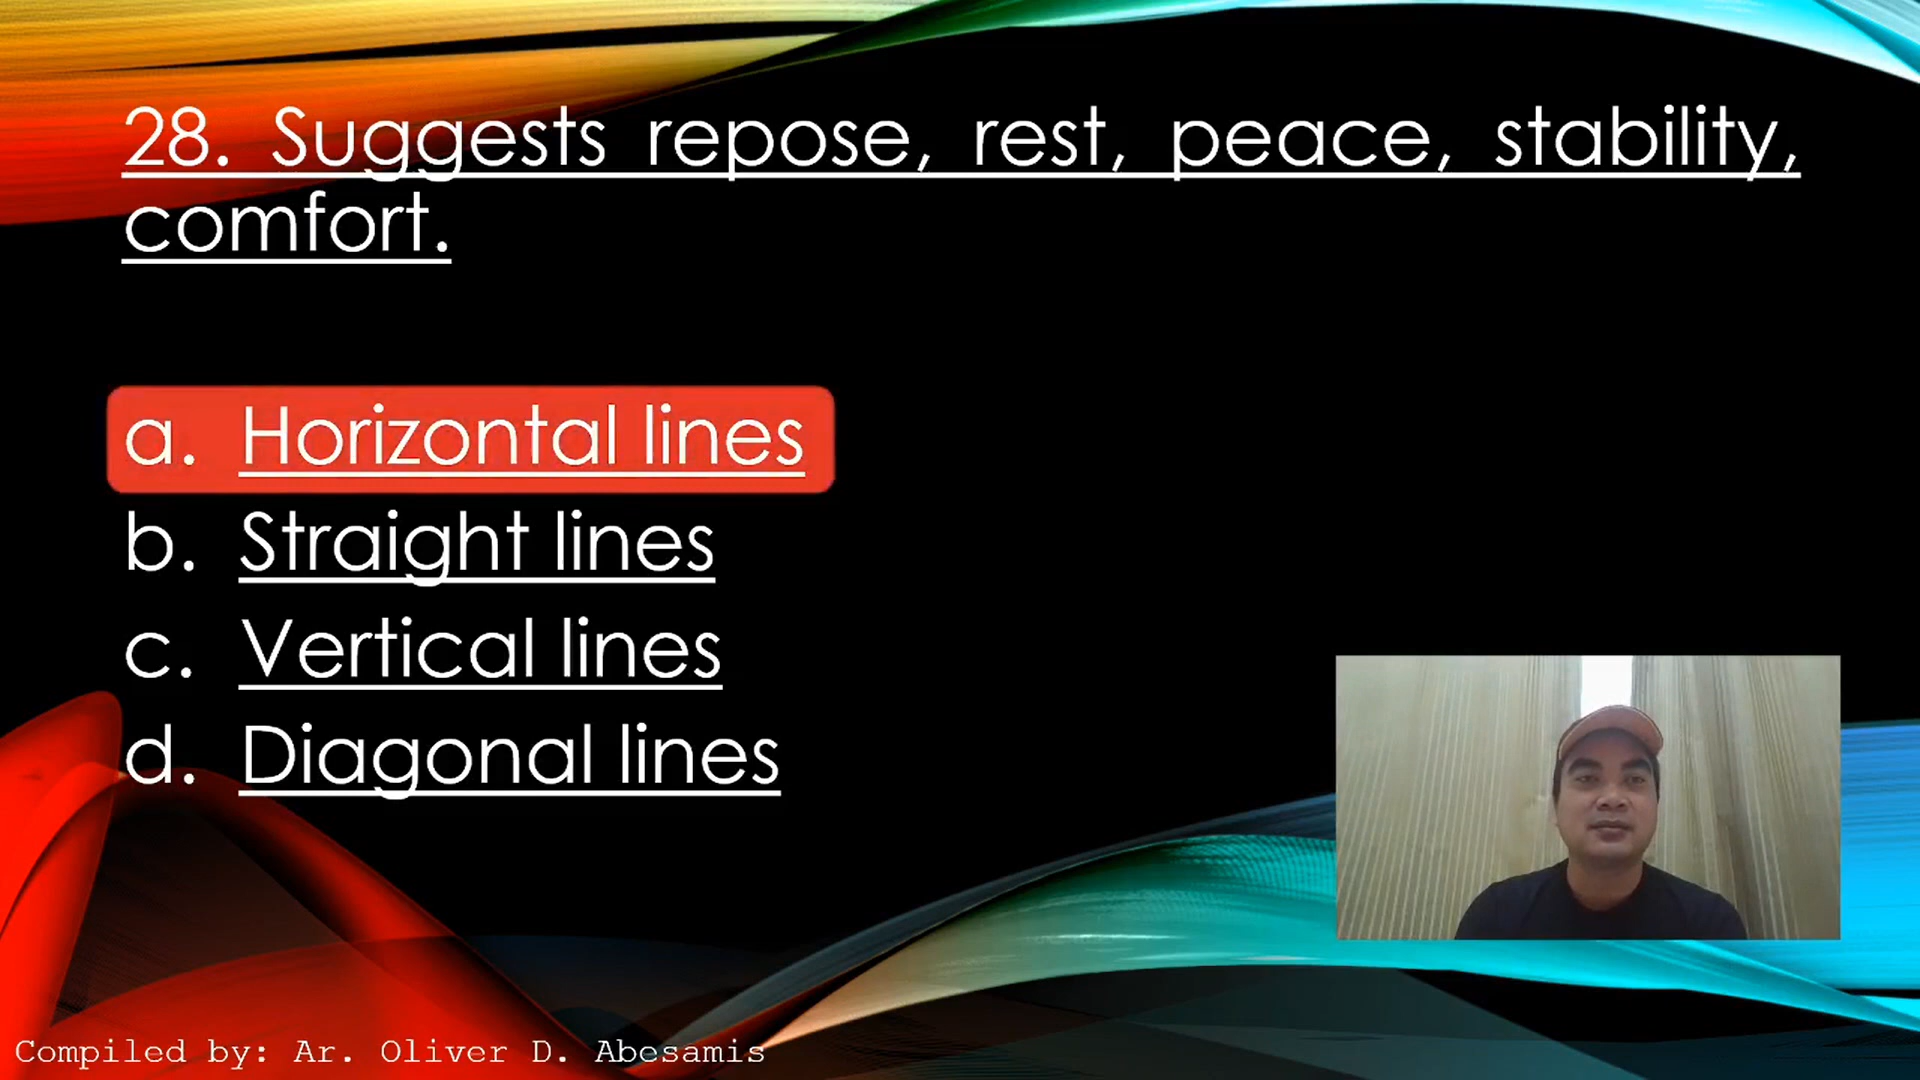 28. Suggests repose, rest, peace, stability,
comfort.
a. Horizontal lines
b. Straight lines
c. Vertical lines
d. Diagonal lines
Compiled by: Ar. Oliver D. Abesamis